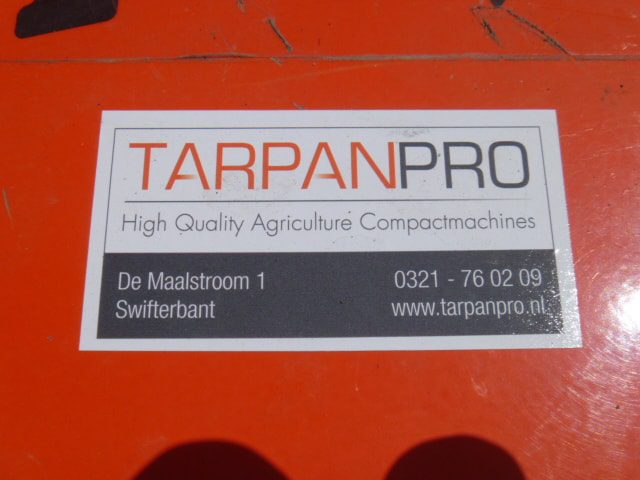 TARPANPRO
High Quality Agriculture Compactmachines
De Maalstroom 1
Swifterbant
0321 - 76 02 09
www.tarpanpro.nl